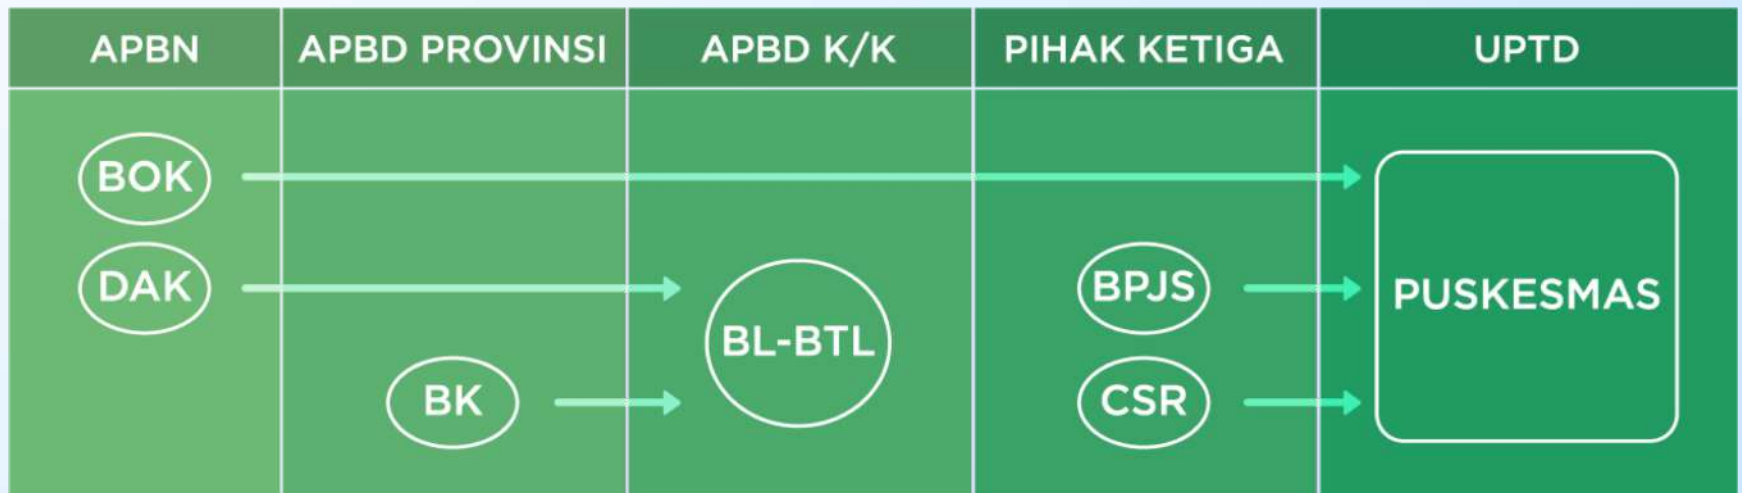 APBN
APBD PROVINSI
APBD K/K
PIHAK KETIGA
UPTD
BOK
DAK
BK
BL-BTL
BPJS
CSR
PUSKESMAS